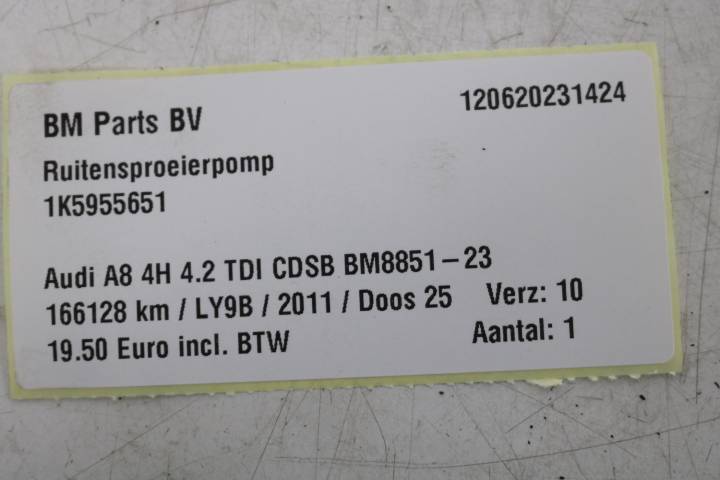 BM Parts BV 120620231424
Ruitensproeierpomp
1K5955651
Audi A8 4H 4.2 TDI CDSB BM8851-23
166128 km / LY9B / 2011 / Doos 25 Verz: 10
19.50 Euro incl. BTW Aantal: 1